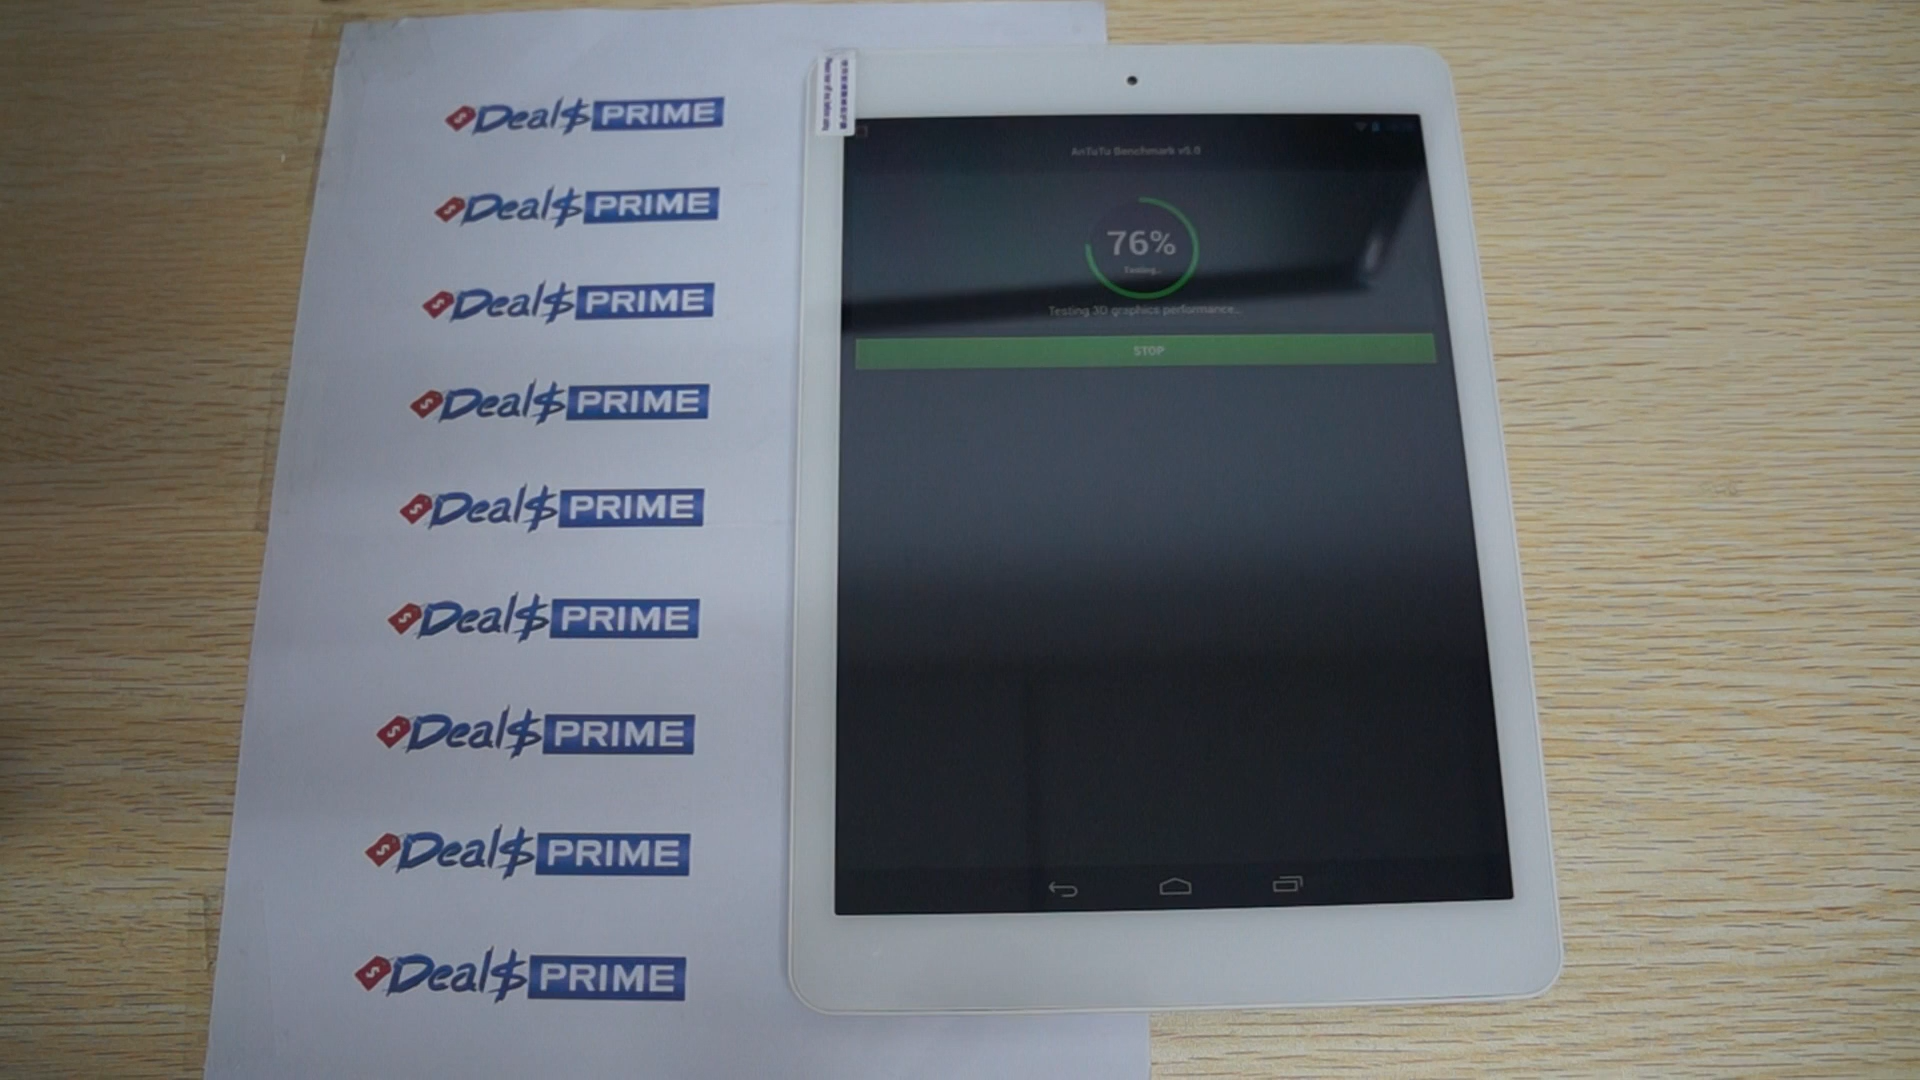 Deal$ PRIME
Deal$ PRIME
Deal$ PRIME
Deal$ PRIME
Deal$ PRIME
Deal$ PRIME
Deal$ PRIME
Deal$ PRIME
Deal$ PRIME
AnTuTu Benchmark v5.0
76%
Testing...
Testing 3D graphics performance...
STOP